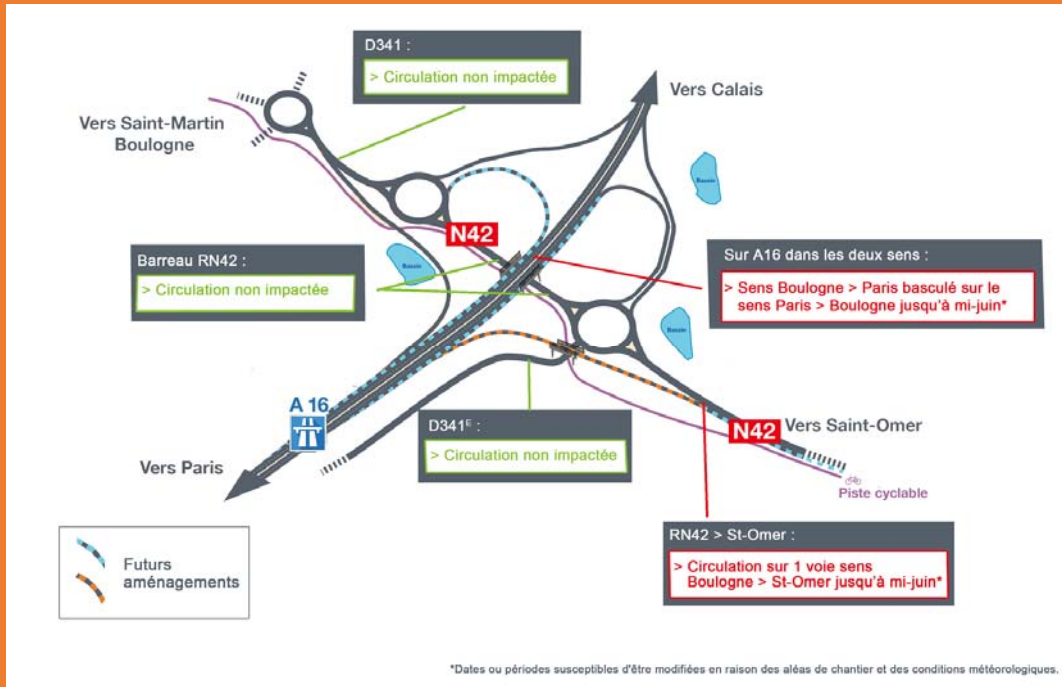 D341 :
> Circulation non impactée
Vers Calais
Vers Saint-Martin
Boulogne
Bassin
N42
Barreau RN42 :
> Circulation non impactée
Bassin
Sur A16 dans les deux sens :
> Sens Boulogne > Paris basculé sur le
sens Paris > Boulogne jusqu'à mi-juin*
Bassin
A 16
D341ᴱ :
> Circulation non impactée
N42
Vers Saint-Omer
Vers Paris
Piste cyclable
RN42 > St-Omer :
> Circulation sur 1 voie sens
Boulogne > St-Omer jusqu'à mi-juin*
Futurs
aménagements
*Dates ou périodes susceptibles d'être modifiées en raison des aléas de chantier et des conditions météorologiques.